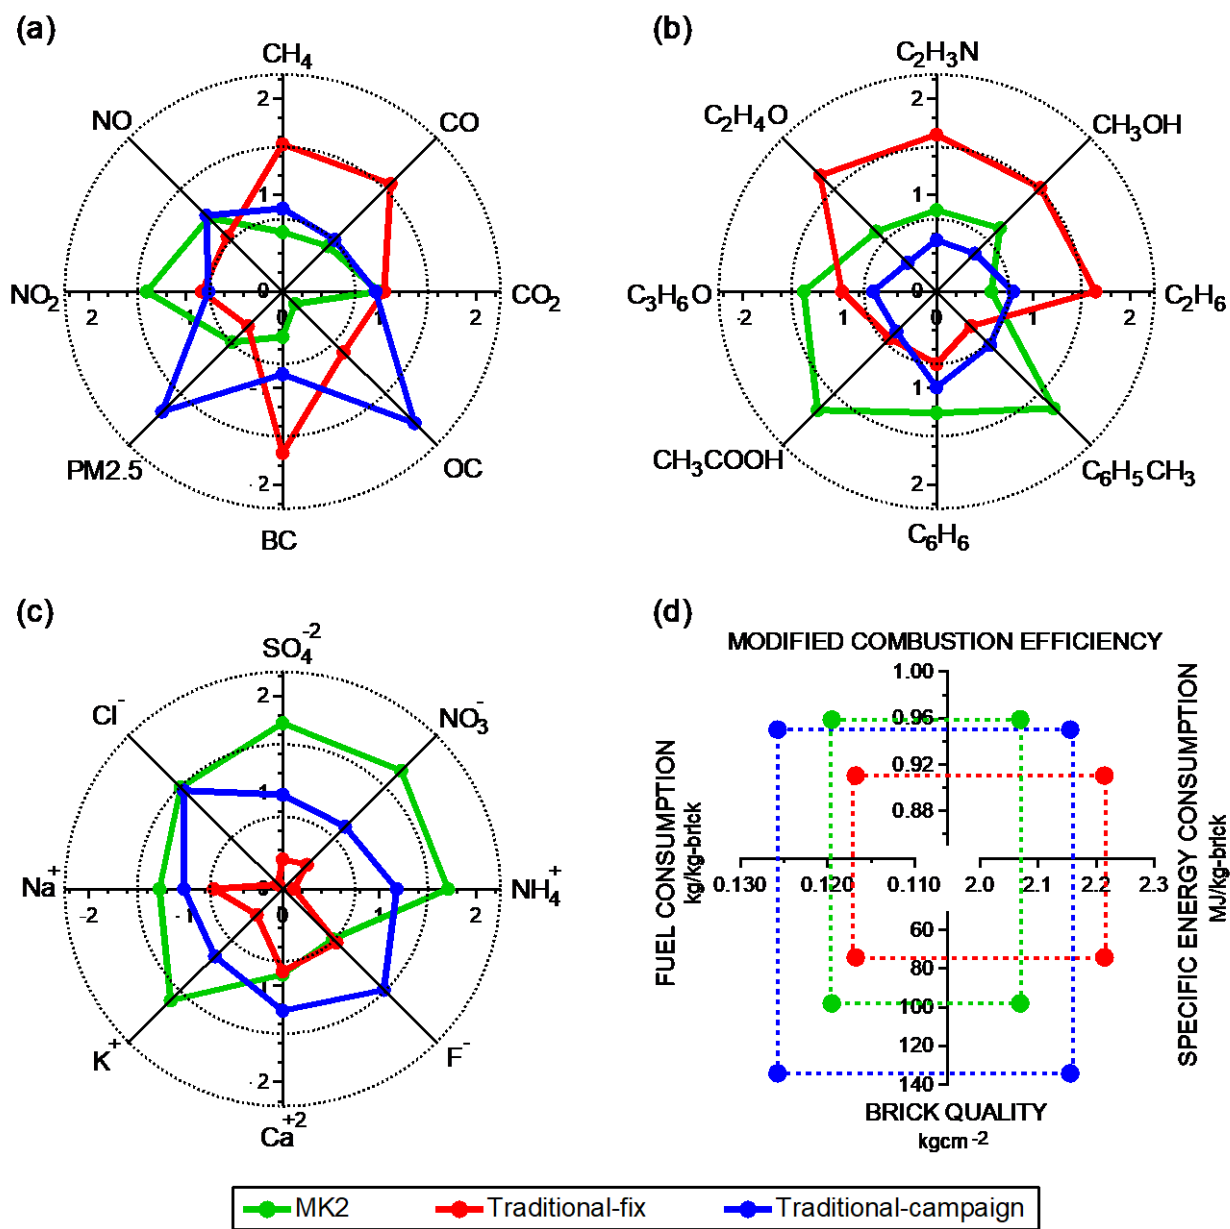 (a)
(b)
CH4
CO
CO2
OC
BC
PM2.5
NO2
NO
2
1
0
1
2
2
1
1
2
C2H3N
CH3OH
C2H6
C6H5CH3
C6H6
CH3COOH
C3H6O
C2H4O
2
1
0
1
2
2
1
1
2
(c)
(d)
SO4-2
NO3-
NH4+
F-
Ca+2
K+
Na+
Cl-
2
1
0
1
2
-2
-1
1
2
MODIFIED COMBUSTION EFFICIENCY
1.00
0.96
0.92
0.88
FUEL CONSUMPTION
kg/kg-brick
0.130
0.120
0.110
2.0
2.1
2.2
2.3
SPECIFIC ENERGY CONSUMPTION
MJ/kg-brick
60
80
100
120
140
BRICK QUALITY
kgcm-2
MK2
Traditional-fix
Traditional-campaign